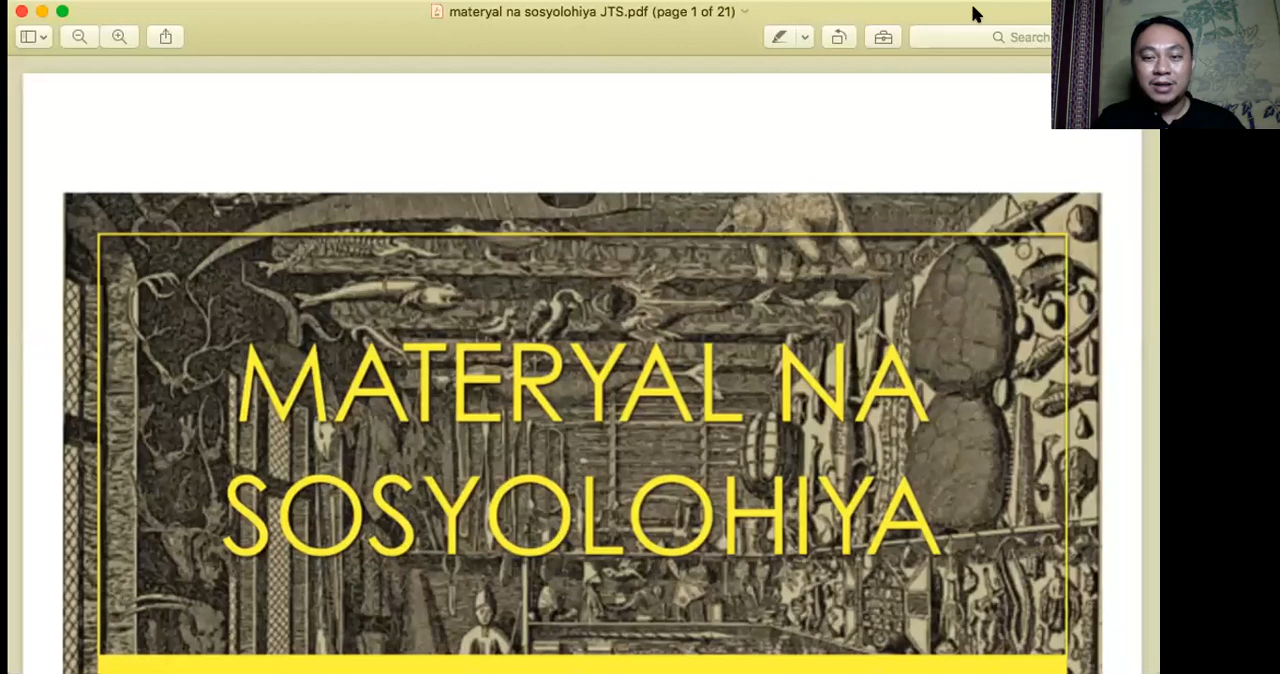 materyal na sosyolohiya JTS.pdf (page 1 of 21)
Search
MATERYAL NA
SOSYOLOHIYA